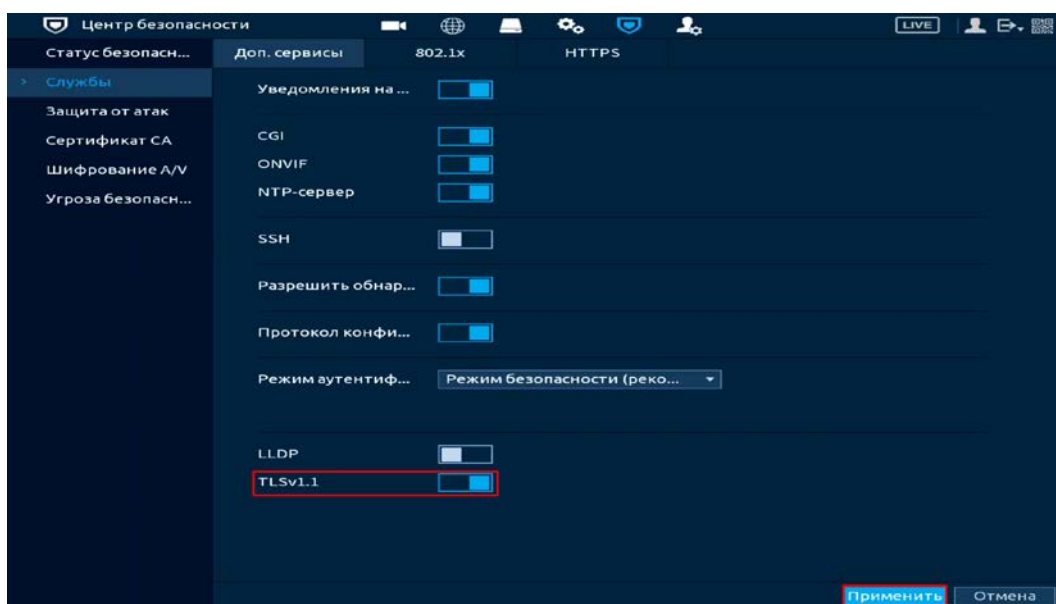 Центр безопасности
LIVE
Статус безопасн...
Доп. сервисы
802.1x
HTTPS
> Службы
Защита от атак
Сертификат CA
Шифрование A/V
Угроза безопасн...
Уведомления на ...
CGI
ONVIF
NTP-сервер
SSH
Разрешить обнар...
Протокол конфи...
Режим аутентиф...
Режим безопасности (реко...
LLDP
TLSv1.1
Применить
Отмена